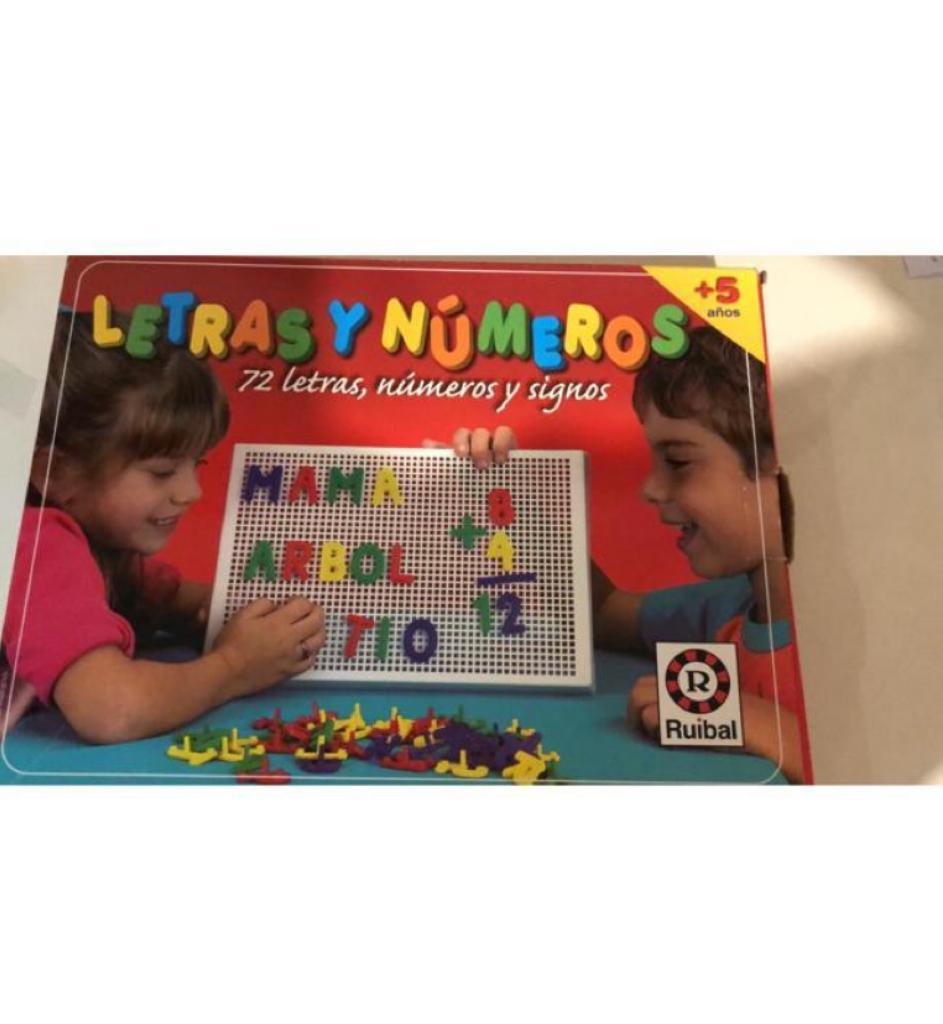 LETRAS Y NÚMEROS
+5
años
72 letras, números y signos
MAMA
ARBOL
TIO
8
+
4
12
R
Ruibal